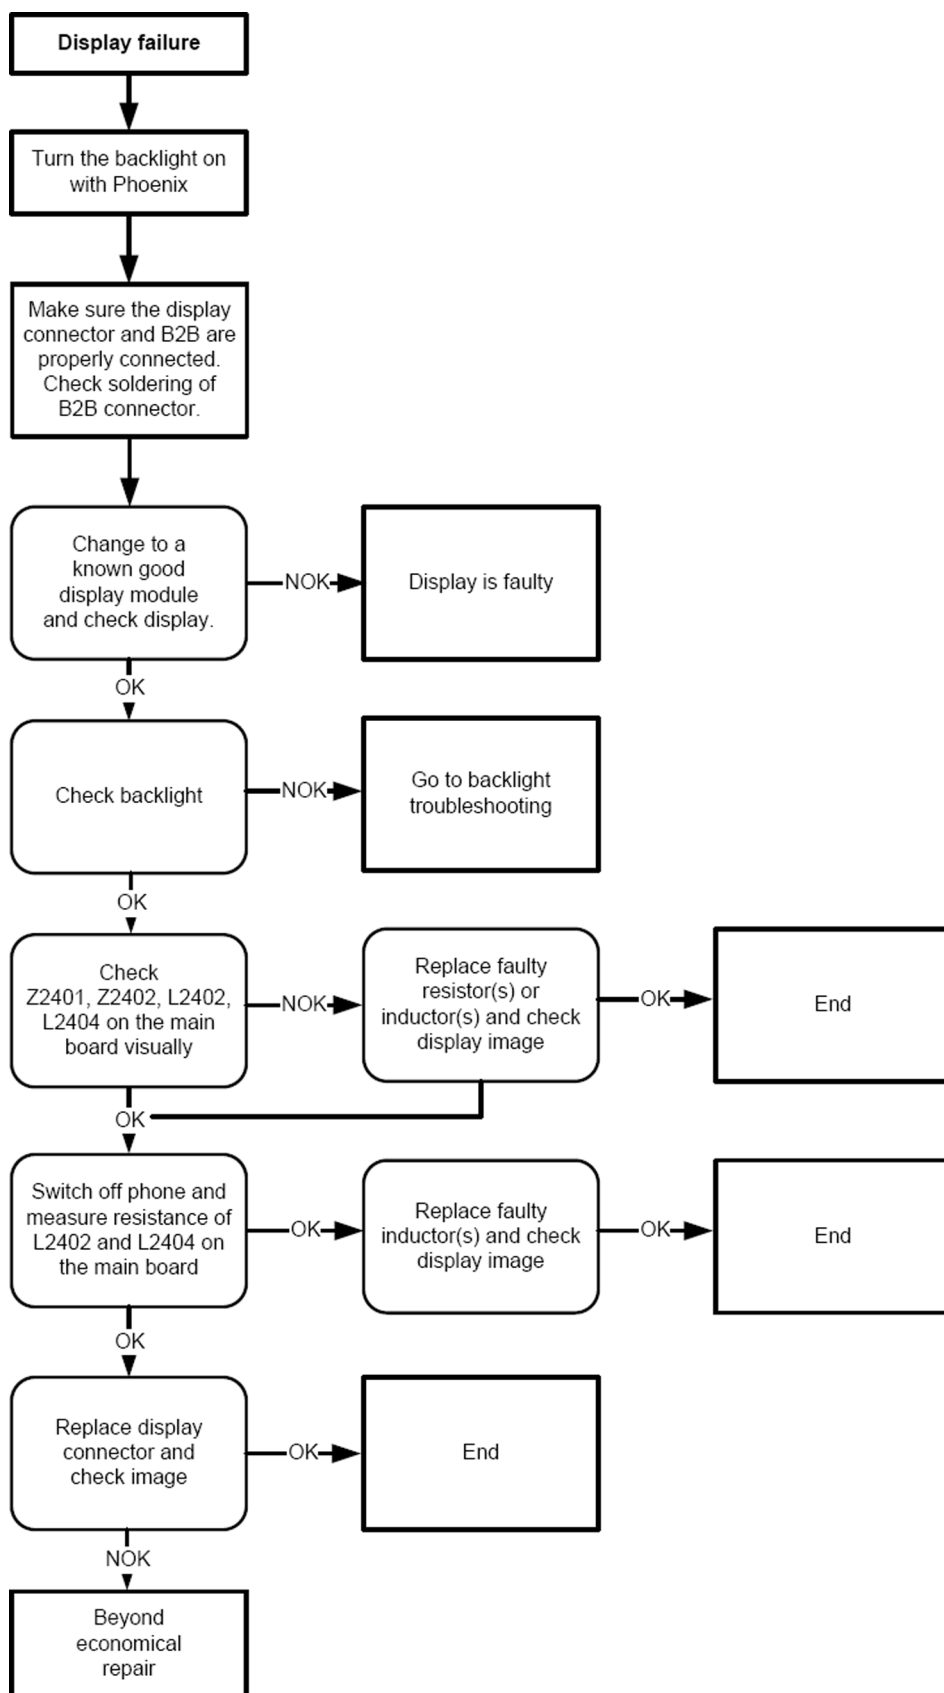 Display failure
Turn the backlight on
with Phoenix
Make sure the display
connector and B2B are
properly connected.
Check soldering of
B2B connector.
Change to a
known good
display module
and check display.
NOK
Display is faulty
OK
Check backlight
NOK
Go to backlight
troubleshooting
OK
Check
Z2401, Z2402, L2402,
L2404 on the main
board visually
NOK
Replace faulty
resistor(s) or
inductor(s) and check
display image
OK
End
OK
Switch off phone and
measure resistance of
L2402 and L2404 on
the main board
OK
Replace faulty
inductor(s) and check
display image
OK
End
OK
Replace display
connector and
check image
OK
End
NOK
Beyond
economical
repair